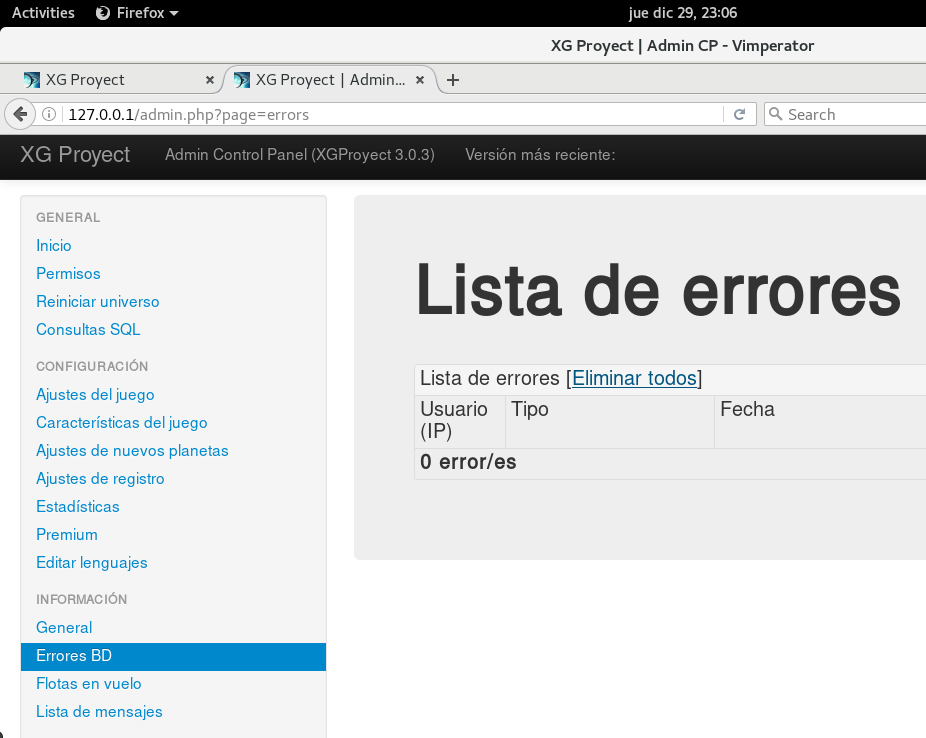 Activities Firefox jue dic 29, 23:06
XG Proyect | Admin CP - Vimperator
XG Proyect XG Proyect | Admin...
127.0.0.1/admin.php?page=errors Search
XG Proyect Admin Control Panel (XGProyect 3.0.3) Versión más reciente:
GENERAL
Inicio
Permisos
Reiniciar universo
Consultas SQL
CONFIGURACIÓN
Ajustes del juego
Características del juego
Ajustes de nuevos planetas
Ajustes de registro
Estadísticas
Premium
Editar lenguajes
INFORMACIÓN
General
Errores BD
Flotas en vuelo
Lista de mensajes
Lista de errores
Lista de errores [Eliminar todos]
Usuario (IP) Tipo Fecha
0 error/es